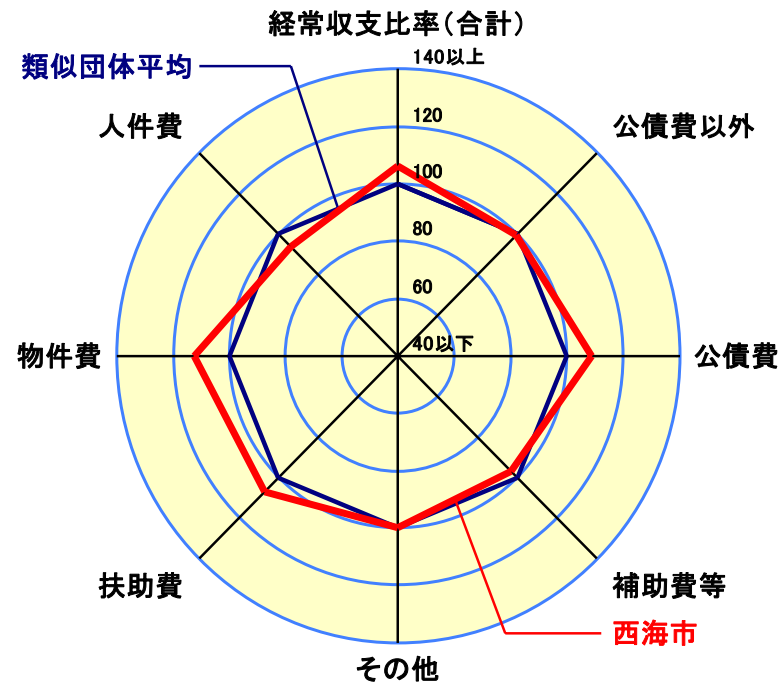 経常収支比率(合計)
140以上
類似団体平均
人件費
120
公債費以外
100
80
60
物件費
40以下
公債費
扶助費
補助費等
西海市
その他